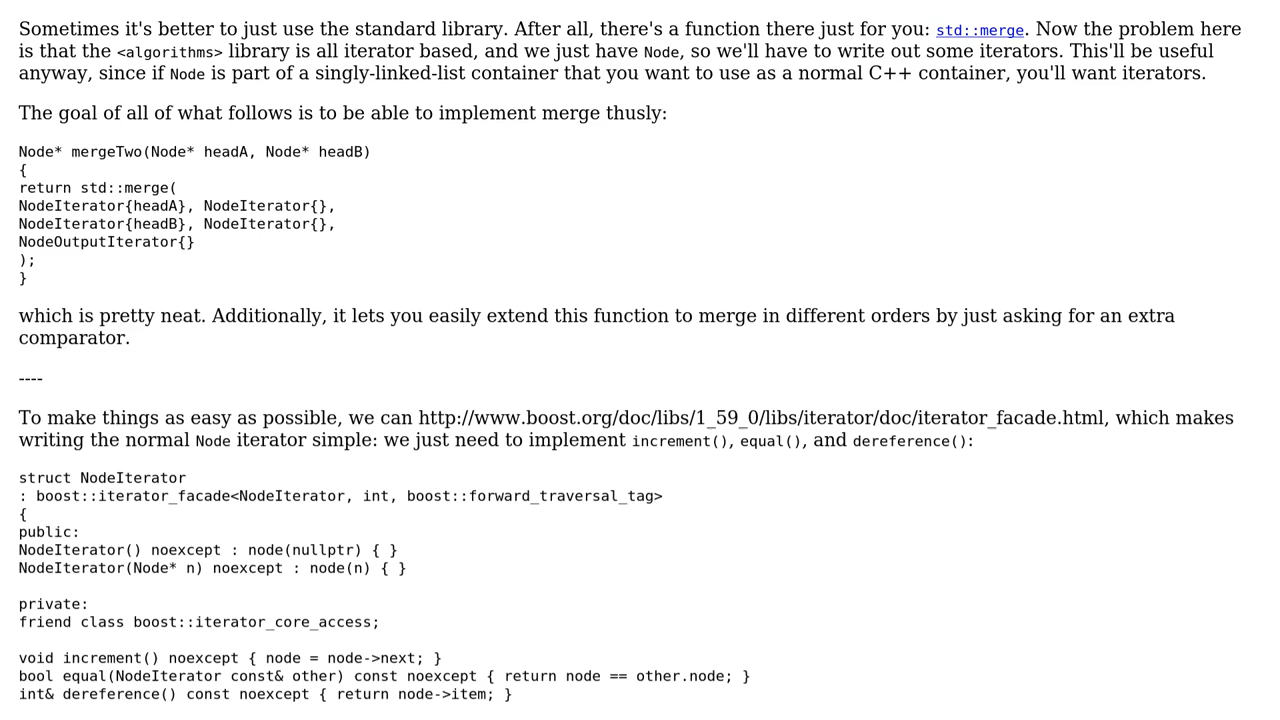 Sometimes it's better to just use the standard library. After all, there's a function there just for you: std::merge. Now the problem here
is that the <algorithms> library is all iterator based, and we just have Node, so we'll have to write out some iterators. This'll be useful
anyway, since if Node is part of a singly-linked-list container that you want to use as a normal C++ container, you'll want iterators.
The goal of all of what follows is to be able to implement merge thusly:
Node* mergeTwo(Node* headA, Node* headB)
{
return std::merge(
NodeIterator{headA}, NodeIterator{},
NodeIterator{headB}, NodeIterator{},
NodeOutputIterator{}
);
}
which is pretty neat. Additionally, it lets you easily extend this function to merge in different orders by just asking for an extra
comparator.
----
To make things as easy as possible, we can http://www.boost.org/doc/libs/1_59_0/libs/iterator/doc/iterator_facade.html, which makes
writing the normal Node iterator simple: we just need to implement increment(), equal(), and dereference():
struct NodeIterator
: boost::iterator_facade<NodeIterator, int, boost::forward_traversal_tag>
{
public:
NodeIterator() noexcept : node(nullptr) { }
NodeIterator(Node* n) noexcept : node(n) { }
private:
friend class boost::iterator_core_access;
void increment() noexcept { node = node->next; }
bool equal(NodeIterator const& other) const noexcept { return node == other.node; }
int& dereference() const noexcept { return node->item; }